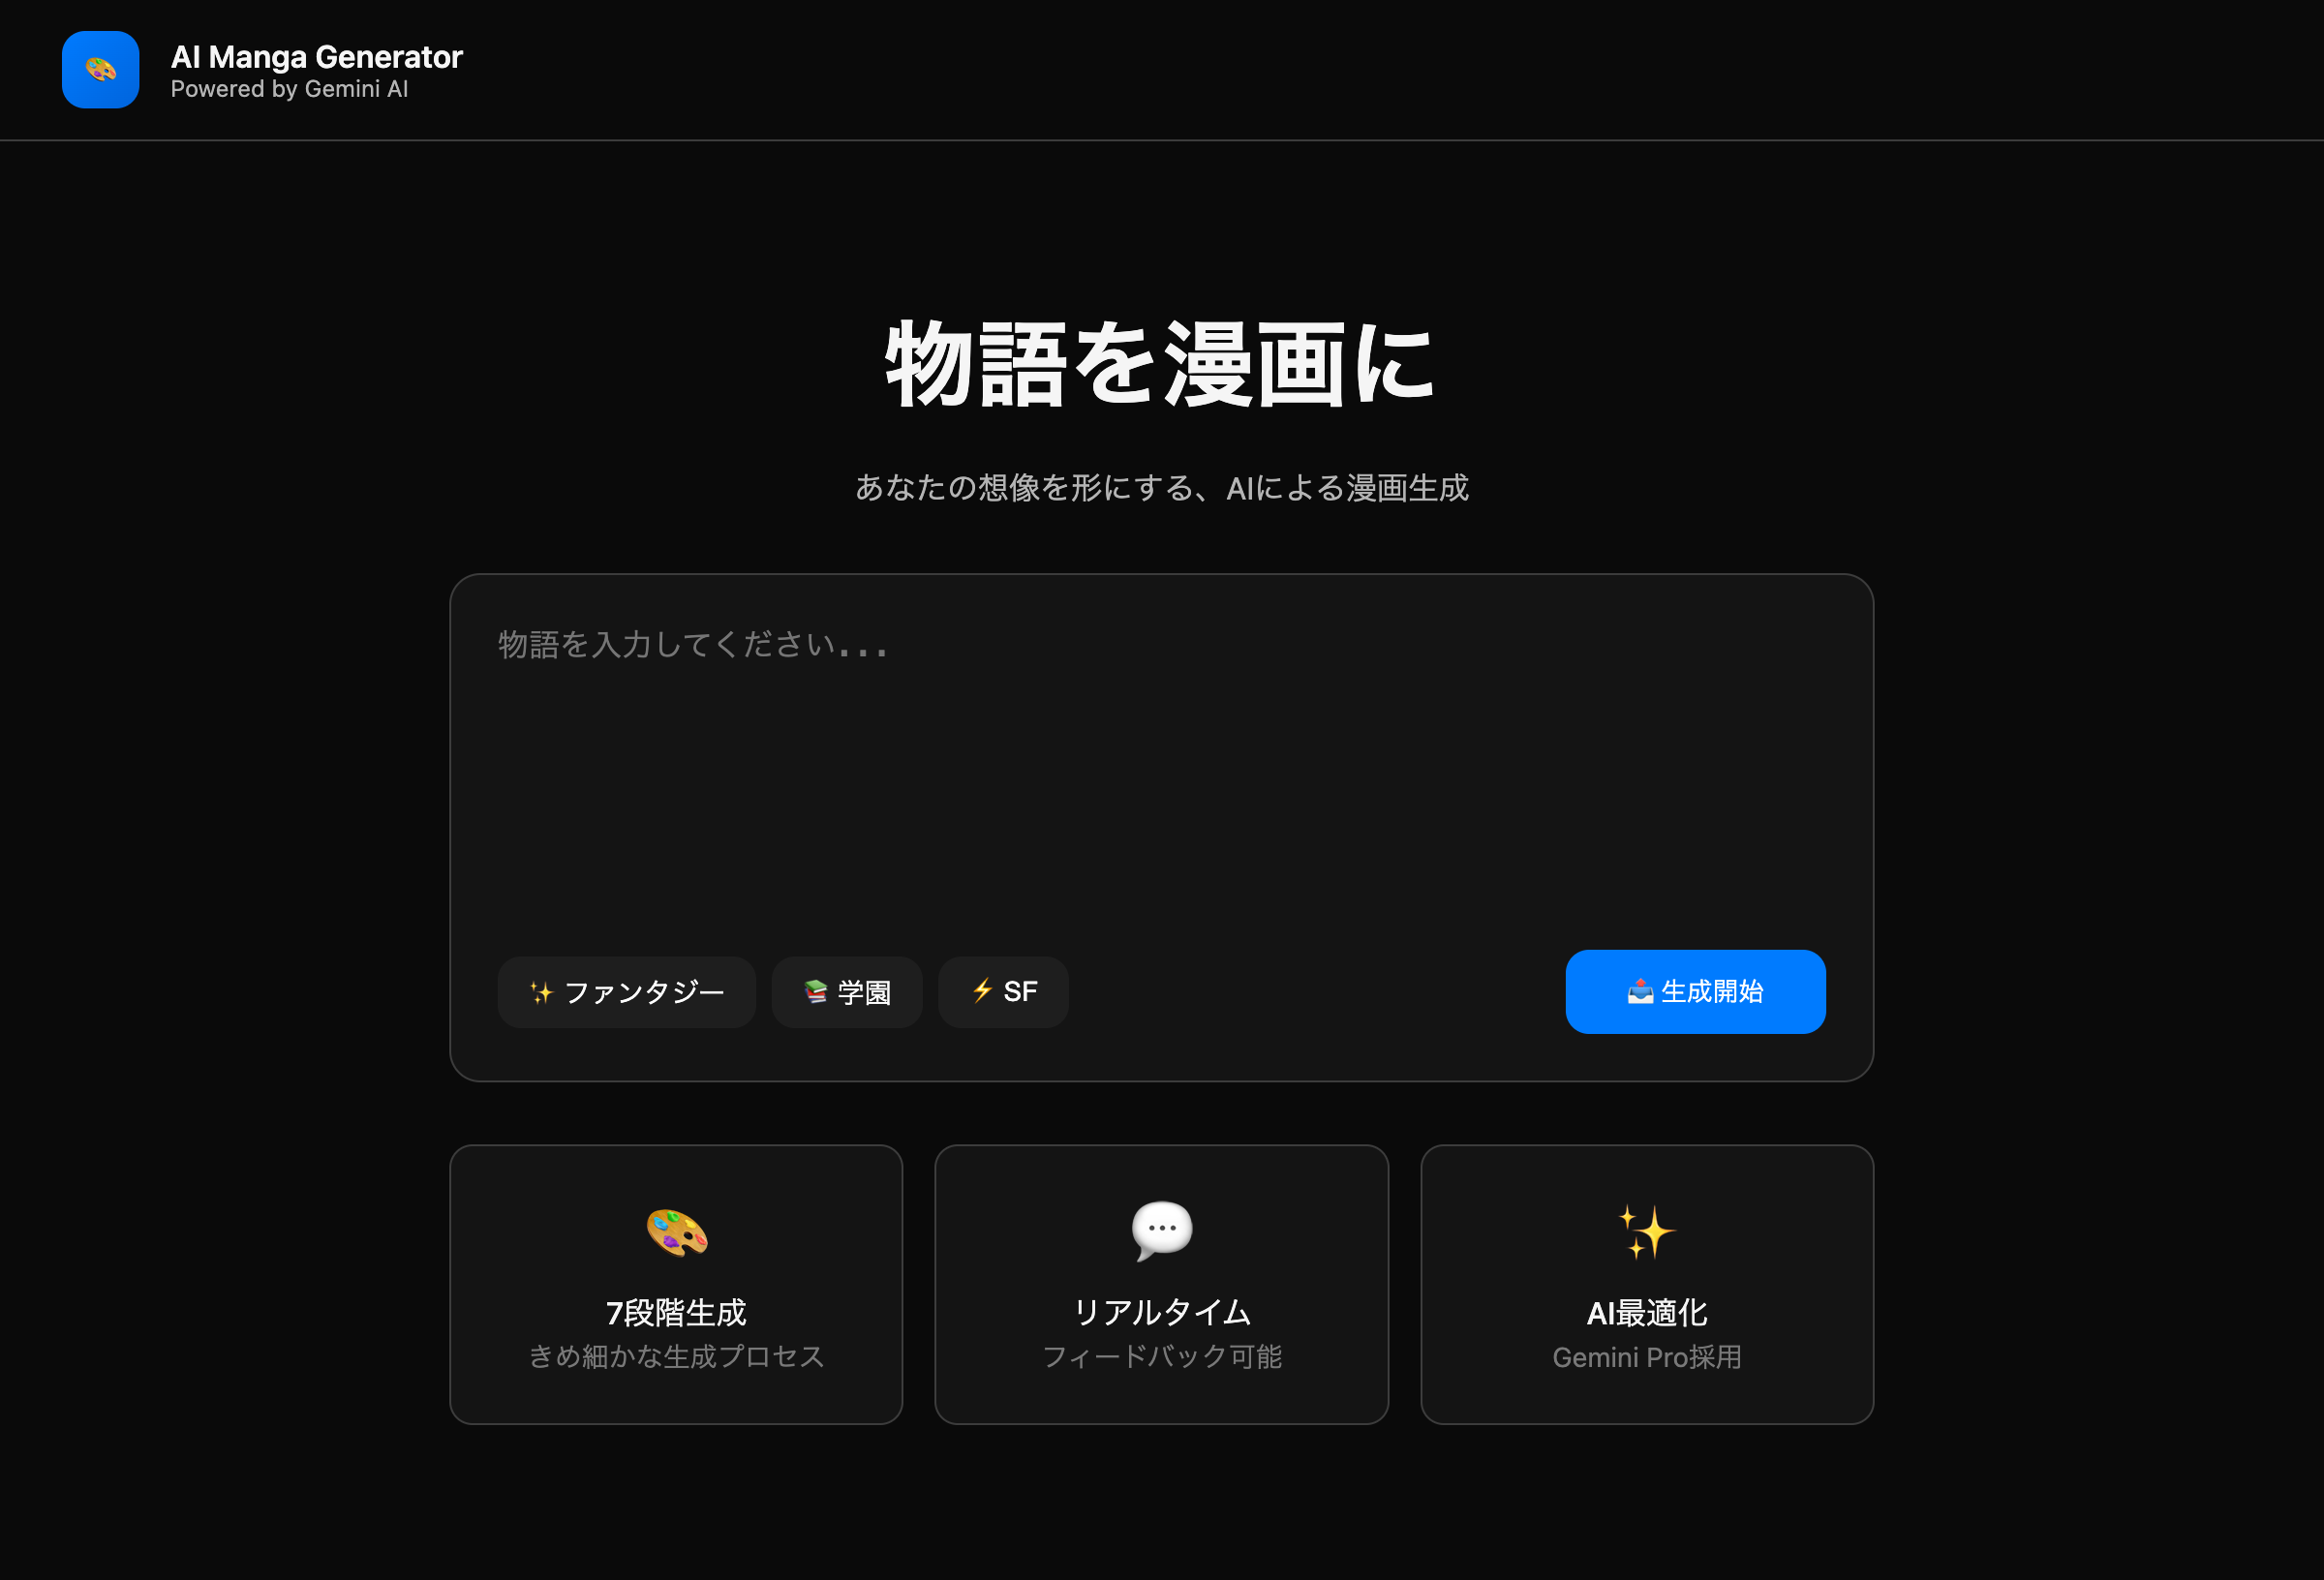 AI Manga Generator
Powered by Gemini AI
物語を漫画に
あなたの想像を形にする、AIによる漫画生成
物語を入力してください...
✨ ファンタジー
📚 学園
⚡ SF
📤 生成開始
7段階生成
きめ細かな生成プロセス
リアルタイム
フィードバック可能
AI最適化
Gemini Pro採用